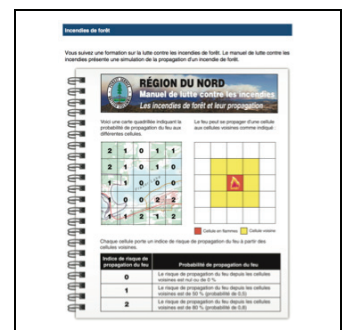 Incendies de forêt
Vous suivez une formation sur la lutte contre les incendies de forêt. Le manuel de lutte contre les
incendies présente une simulation de la propagation d'un incendie de forêt.
RÉGION DU NORD
Manuel de lutte contre les incendies
Les incendies de forêt et leur propagation
Voici une carte quadrillée indiquant la
probabilité de propagation du feu aux
différentes cellules.
Le feu peut se propager d'une cellule
aux cellules voisines comme indiqué :
2 1 0 1 1
2 1 0 1 0
1 1 0 0 0
1 0 0 2 2
1 1 2 1 2
Cellule en flammes
Cellule voisine
Chaque cellule porte un indice de risque de propagation du feu à partir des
cellules voisines.
Indice de risque de
propagation du feu
Probabilité de propagation du feu
0
Le risque de propagation du feu depuis les cellules
voisines est nul ou de 0 %.
1
Le risque de propagation du feu depuis les cellules
voisines est de 50 % (probabilité de 0,5)
2
Le risque de propagation du feu depuis les cellules
voisines est de 80 % (probabilité de 0,8)